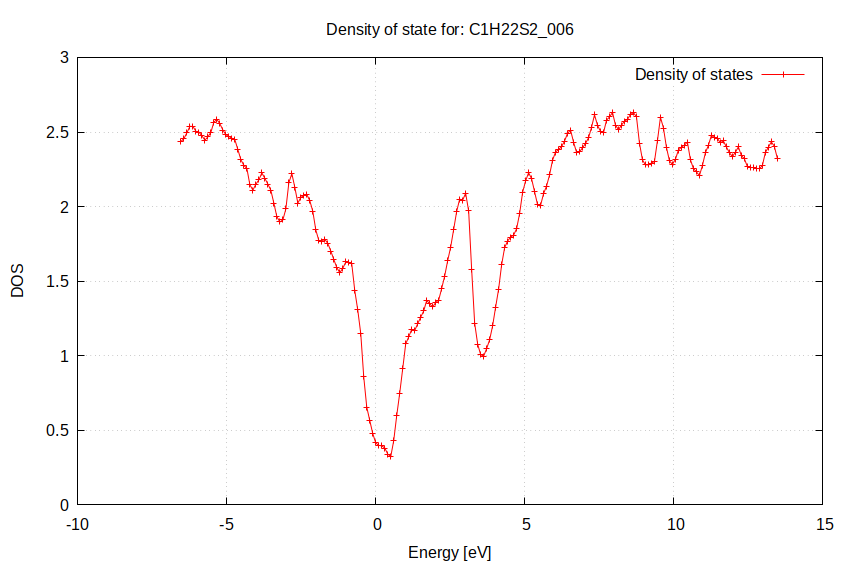 Density of state for: C1H22S2_006
Density of states
3
2.5
2
1.5
1
0.5
0
DOS
-10 -5 0 5 10 15
Energy [eV]